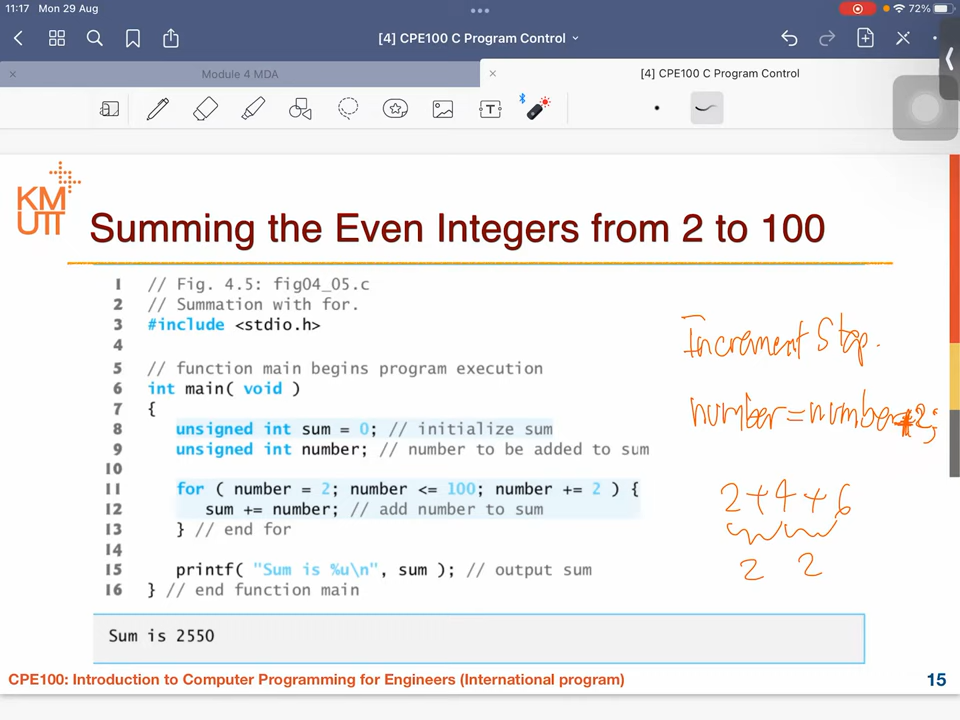 11:17 Mon 29 Aug
72%
[4] CPE100 C Program Control
Module 4 MDA
[4] CPE100 C Program Control
T
KM
UTT
Summing the Even Integers from 2 to 100
1 // Fig. 4.5: fig04_05.c
2 // Summation with for.
3 #include <stdio.h>
4
5 // function main begins program execution
6 int main( void )
7 {
8 unsigned int sum = 0; // initialize sum
9 unsigned int number; // number to be added to sum
10
11 for ( number = 2; number <= 100; number += 2 ) {
12 sum += number; // add number to sum
13 } // end for
14
15 printf( "Sum is %u\n", sum ); // output sum
16 } // end function main
Increment Step.
number=number+2;
2+4+6
2 2
Sum is 2550
CPE100: Introduction to Computer Programming for Engineers (International program)
15